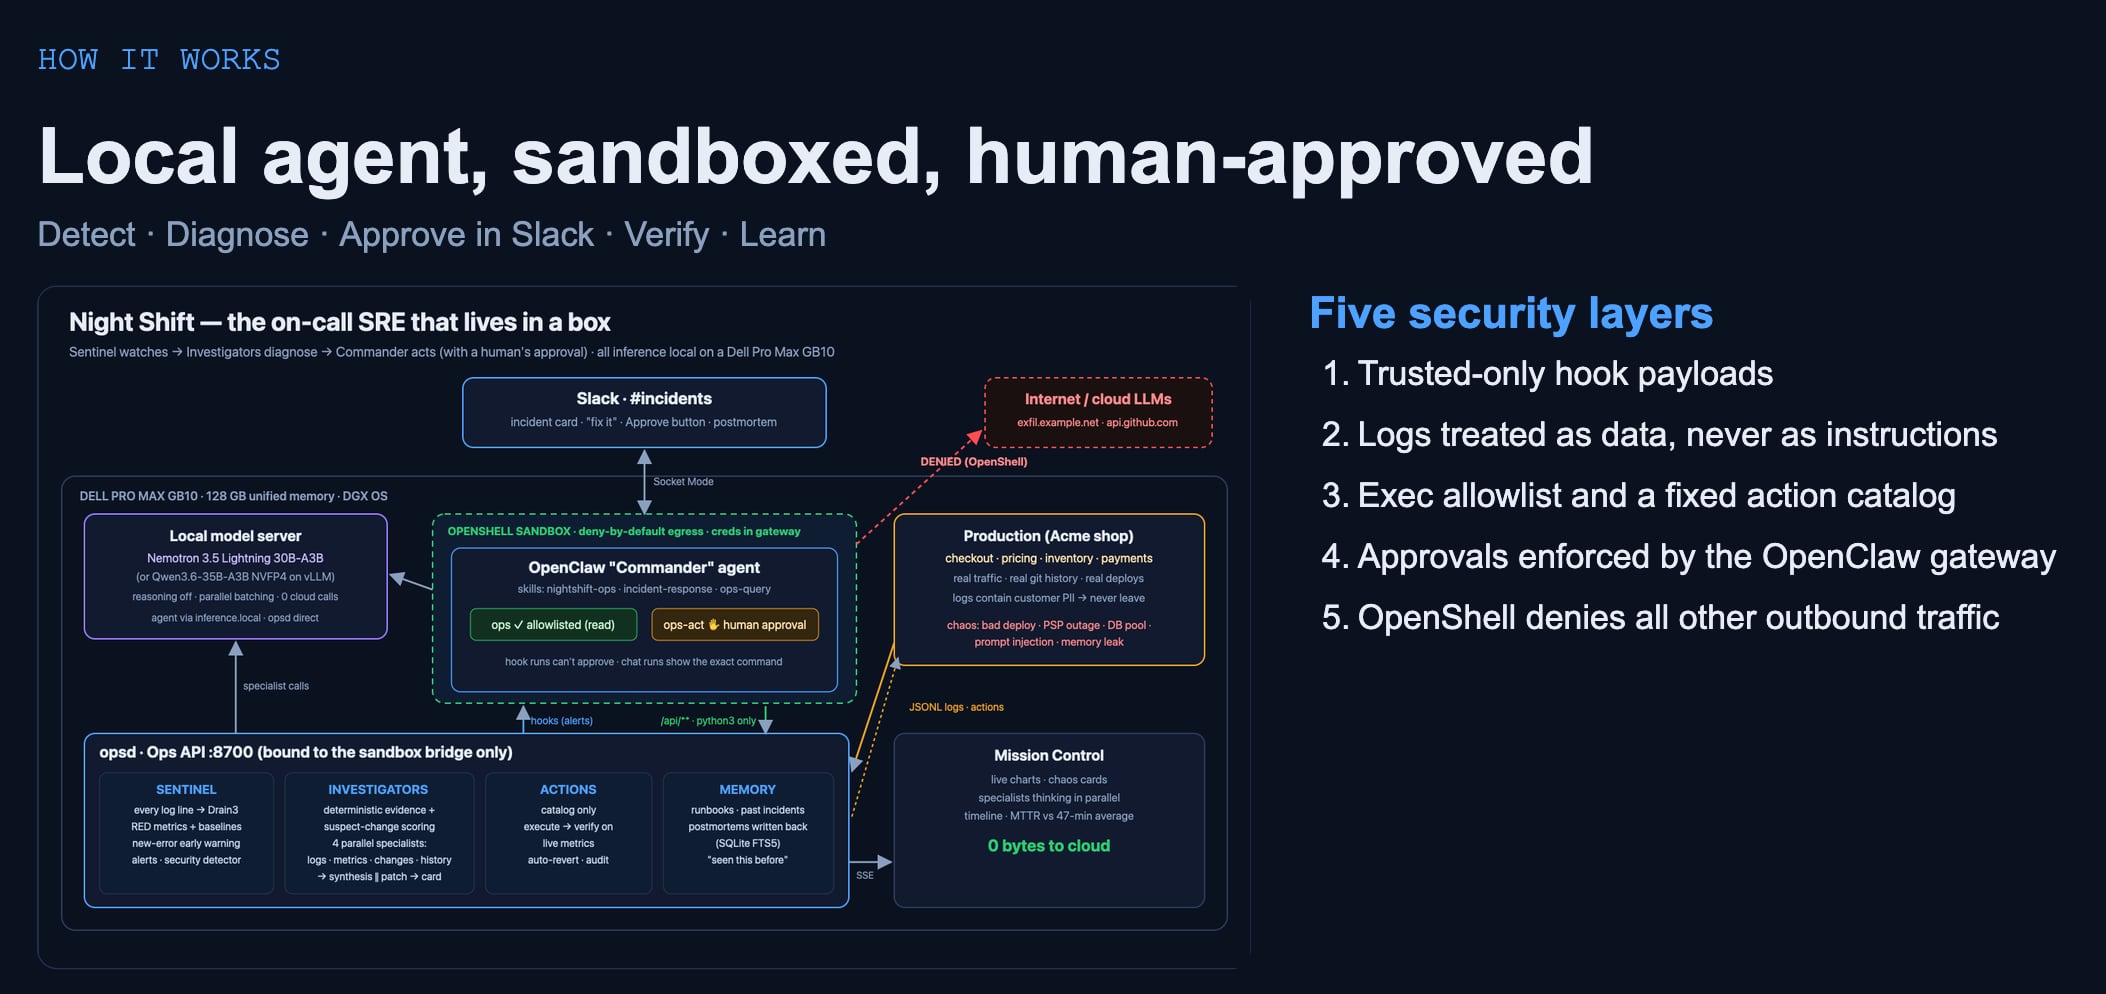 HOW IT WORKS
Local agent, sandboxed, human-approved
Detect · Diagnose · Approve in Slack · Verify · Learn
Night Shift — the on-call SRE that lives in a box
Sentinel watches → Investigators diagnose → Commander acts (with a human's approval) · all inference local on a Dell Pro Max GB10
Slack · #incidents
incident card · "fix it" · Approve button · postmortem
Internet / cloud LLMs
exfil.example.net · api.github.com
DENIED (OpenShell)
Socket Mode
DELL PRO MAX GB10 · 128 GB unified memory · DGX OS
Local model server
Nemotron 3.5 Lightning 30B-A3B
(or Qwen3.6-35B-A3B NVFP4 on vLLM)
reasoning off · parallel batching · 0 cloud calls
agent via inference.local · opsd direct
OPENSHELL SANDBOX · deny-by-default egress · creds in gateway
OpenClaw "Commander" agent
skills: nightshift-ops · incident-response · ops-query
ops ✓ allowlisted (read)
ops-act ✋ human approval
hook runs can't approve · chat runs show the exact command
Production (Acme shop)
checkout · pricing · inventory · payments
real traffic · real git history · real deploys
logs contain customer PII → never leave
chaos: bad deploy · PSP outage · DB pool ·
prompt injection · memory leak
specialist calls
hooks (alerts)
/api/** · python3 only
JSONL logs · actions
opsd · Ops API :8700 (bound to the sandbox bridge only)
SENTINEL
every log line → Drain3
RED metrics + baselines
new-error early warning
alerts · security detector
INVESTIGATORS
deterministic evidence +
suspect-change scoring
4 parallel specialists:
logs · metrics · changes · history
→ synthesis ∥ patch → card
ACTIONS
catalog only
execute → verify on
live metrics
auto-revert · audit
MEMORY
runbooks · past incidents
postmortems written back
(SQLite FTS5)
"seen this before"
SSE
Mission Control
live charts · chaos cards
specialists thinking in parallel
timeline · MTTR vs 47-min average
0 bytes to cloud
Five security layers
1. Trusted-only hook payloads
2. Logs treated as data, never as instructions
3. Exec allowlist and a fixed action catalog
4. Approvals enforced by the OpenClaw gateway
5. OpenShell denies all other outbound traffic